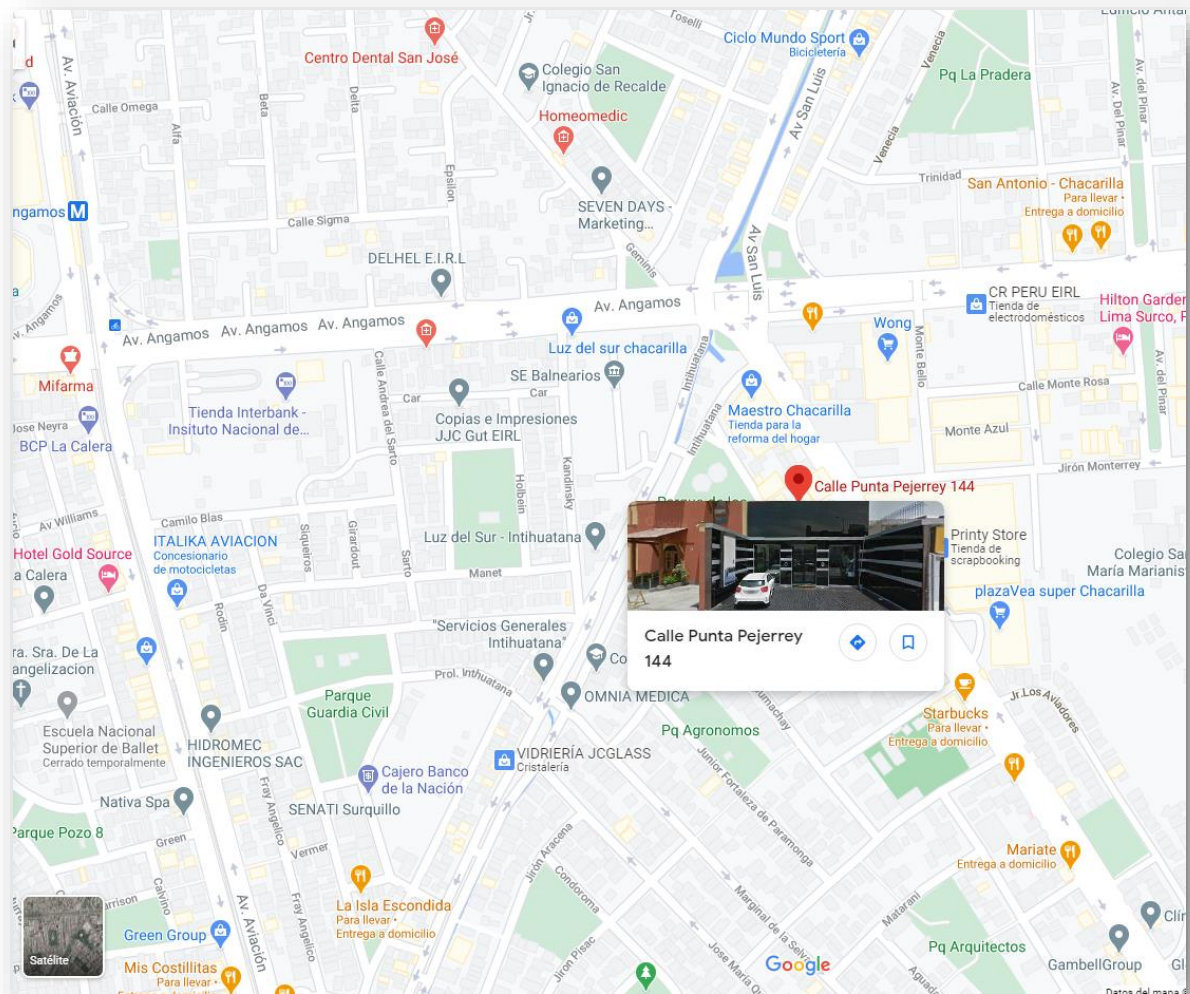 Centro Dental San José
Colegio San
Ignacio de Recalde
Ciclo Mundo Sport
Bicicletería
Toselli
Venecia
Pq La Pradera
Av. Aviación
Calle Omega
Alfa
Beta
Delta
Homeomedic
Av San Luis
Av. del Pinar
Av. Del Pinar
Venecia
Trinidad
Epsilon
San Antonio - Chacarilla
Para llevar •
Entrega a domicilio
SEVEN DAYS -
Marketing...
ngamos
M
Calle Sigma
Geminis
Av San Luis
DELHEL E.I.R.L
Av. Angamos
Av. Angamos
Av. Angamos
Av. Angamos
Av. Angamos
CR PERU EIRL
Tienda de
electrodomésticos
Hilton Garden
Lima Surco,
Wong
Monte Bello
Luz del sur chacarilla
Intihuatana
SE Balnearios
Mifarma
Calle Andrea del Sarto
Car
Car
Calle Monte Rosa
Av. del Pinar
Tienda Interbank -
Insituto Nacional de...
Copias e Impresiones
JJC Gut EIRL
Maestro Chacarilla
Tienda para la
reforma del hogar
Intihuatana
Jose Neyra
BCP La Calera
Monte Azul
Jirón Monterrey
Holbein
Kandinsky
Calle Punta Pejerrey 144
Av Williams
Camilo Blas
ITALIKA AVIACION
Concesionario
de motocicletas
Siqueiros
Girardout
Sarto
Luz del Sur - Intihuatana
Printy Store
Tienda de
scrapbooking
Hotel Gold Source
a Calera
Manet
Colegio Sa
María Marianis
plazaVea super Chacarilla
Rodin
Da Vinci
"Servicios Generales
Intihuatana"
Calle Punta Pejerrey
144
ra. Sra. De La
angelizacion
Co
Prol. Inthuatana
OMNIA MEDICA
umachay
Parque
Guardia Civil
Starbucks
Para llevar •
Entrega a domicilio
Jr.Los Aviadores
Escuela Nacional
Superior de Ballet
Cerrado temporalmente
HIDROMEC
INGENIEROS SAC
Pq Agronomos
VIDRIERÍA JCGLASS
Cristalería
Junior Fortaleza de Paramonga
Cajero Banco
de la Nación
Nativa Spa
Fray Angelico
SENATI Surquillo
Parque Pozo 8
Green
Vermer
Jirón Aracena
Mariate
Entrega a domicilio
La Isla Escondida
Para llevar •
Entrega a domicilio
Condoroma
Marginal de la Selva
Matarani
Calvino
Av. Aviación
Fray Angelico
Green Group
Satélite
Jiron Pisac
Pq Arquitectos
GambellGroup
Mis Costillitas
Para llevar •
Google
Datos del mapa